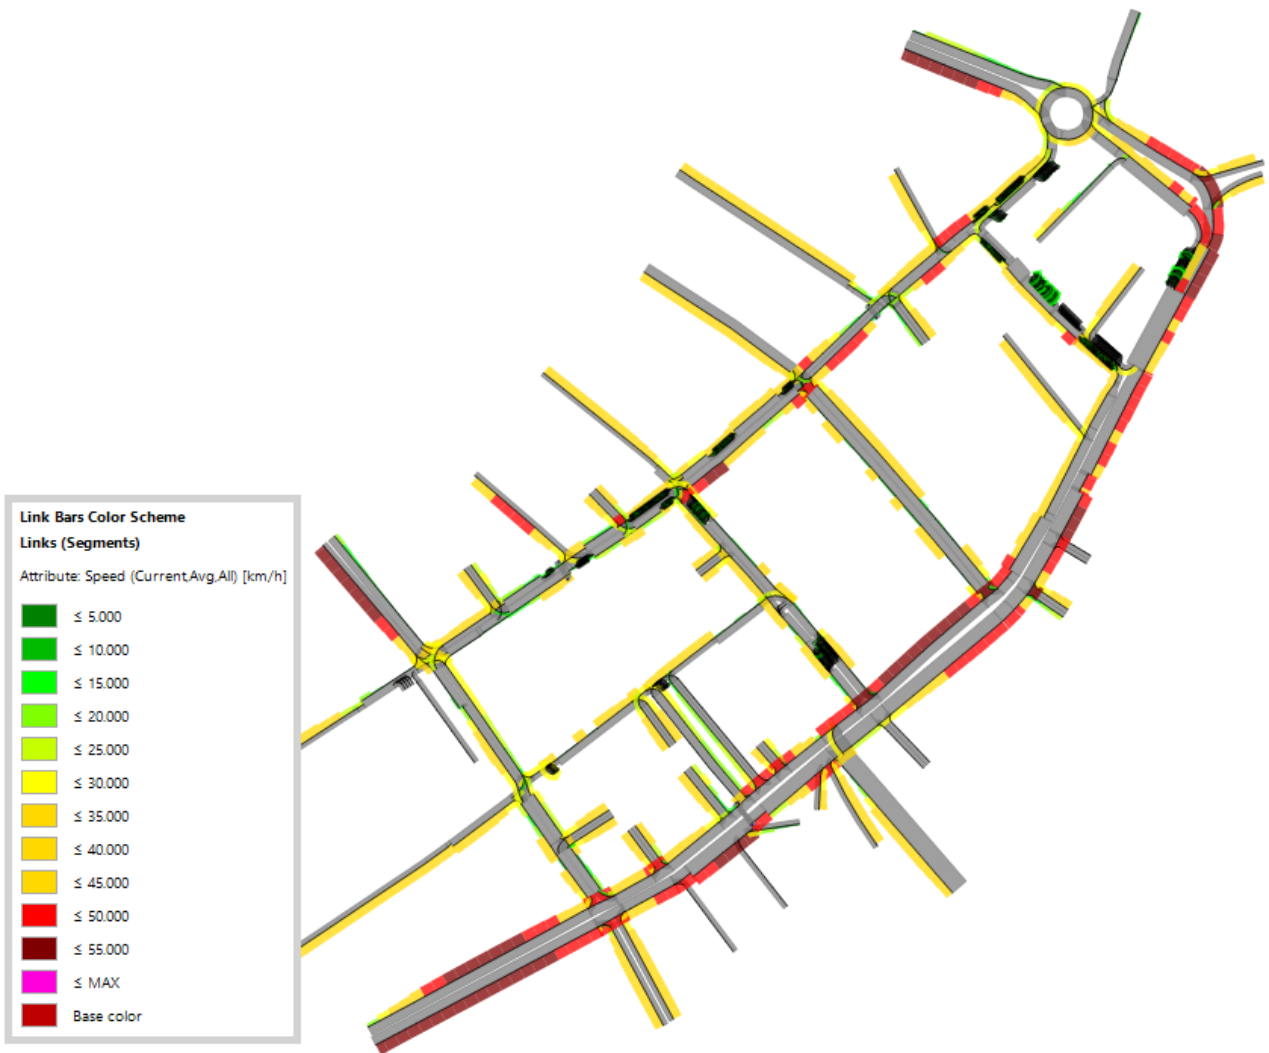 Link Bars Color Scheme
Links (Segments)
Attribute: Speed (Current,Avg,All) [km/h]
≤ 5.000
≤ 10.000
≤ 15.000
≤ 20.000
≤ 25.000
≤ 30.000
≤ 35.000
≤ 40.000
≤ 45.000
≤ 50.000
≤ 55.000
≤ MAX
Base color